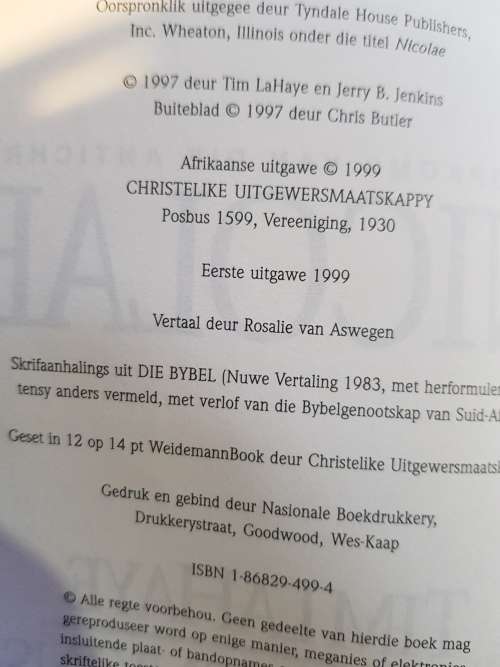 Oorspronklik uitgegee deur Tyndale House Publishers,
Inc. Wheaton, Illinois onder die titel Nicolae
© 1997 deur Tim LaHaye en Jerry B. Jenkins
Buiteblad © 1997 deur Chris Butler
Afrikaanse uitgawe © 1999
CHRISTELIKE UITGEWERSMAATSKAPPY
Posbus 1599, Vereeniging, 1930
Eerste uitgawe 1999
Vertaal deur Rosalie van Aswegen
Skrifaanhalings uit DIE BYBEL (Nuwe Vertaling 1983, met herformuler
tensy anders vermeld, met verlof van die Bybelgenootskap van Suid-Af
Geset in 12 op 14 pt WeidemannBook deur Christelike Uitgewersmaatsk
Gedruk en gebind deur Nasionale Boekdrukkery,
Drukkerystraat, Goodwood, Wes-Kaap
ISBN 1-86829-499-4
© Alle regte voorbehou. Geen gedeelte van hierdie boek mag
gereproduseer word op enige manier, meganies of elektronies
insluitende plaat- of bandopnames
skriftelike